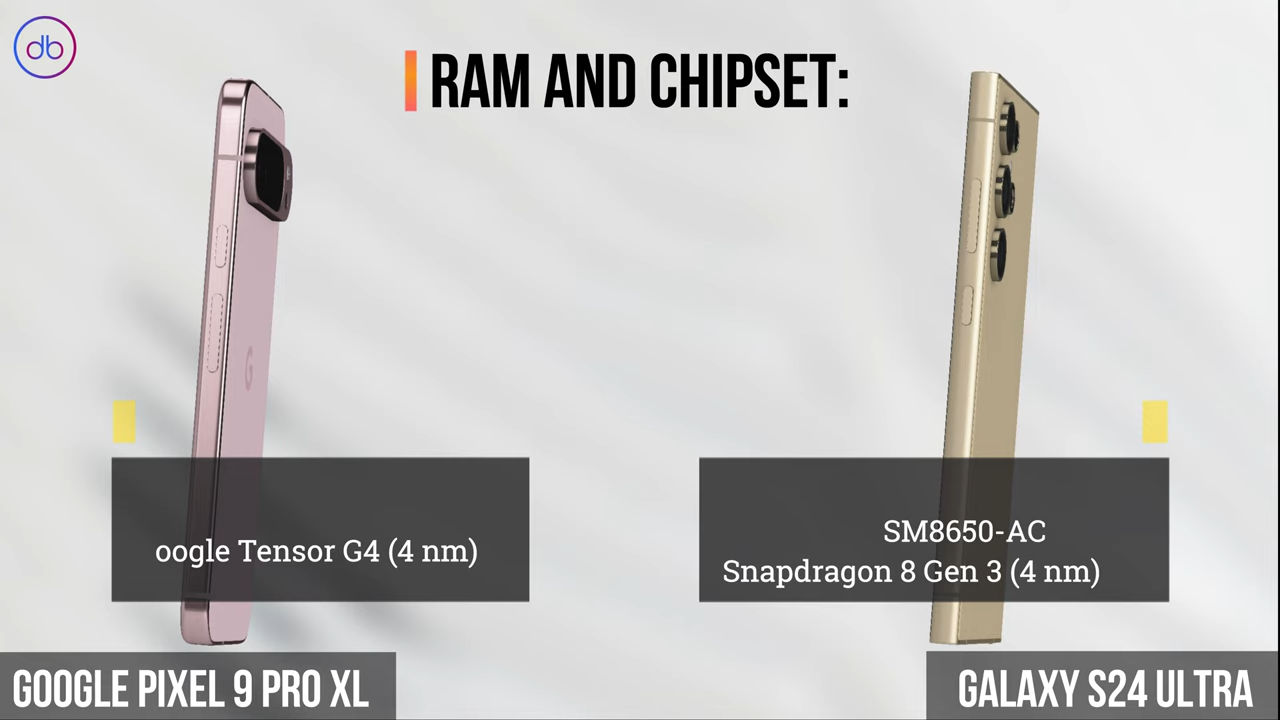 db
RAM AND CHIPSET:
oogle Tensor G4 (4 nm)
SM8650-AC
Snapdragon 8 Gen 3 (4 nm)
G
GOOGLE PIXEL 9 PRO XL
GALAXY S24 ULTRA